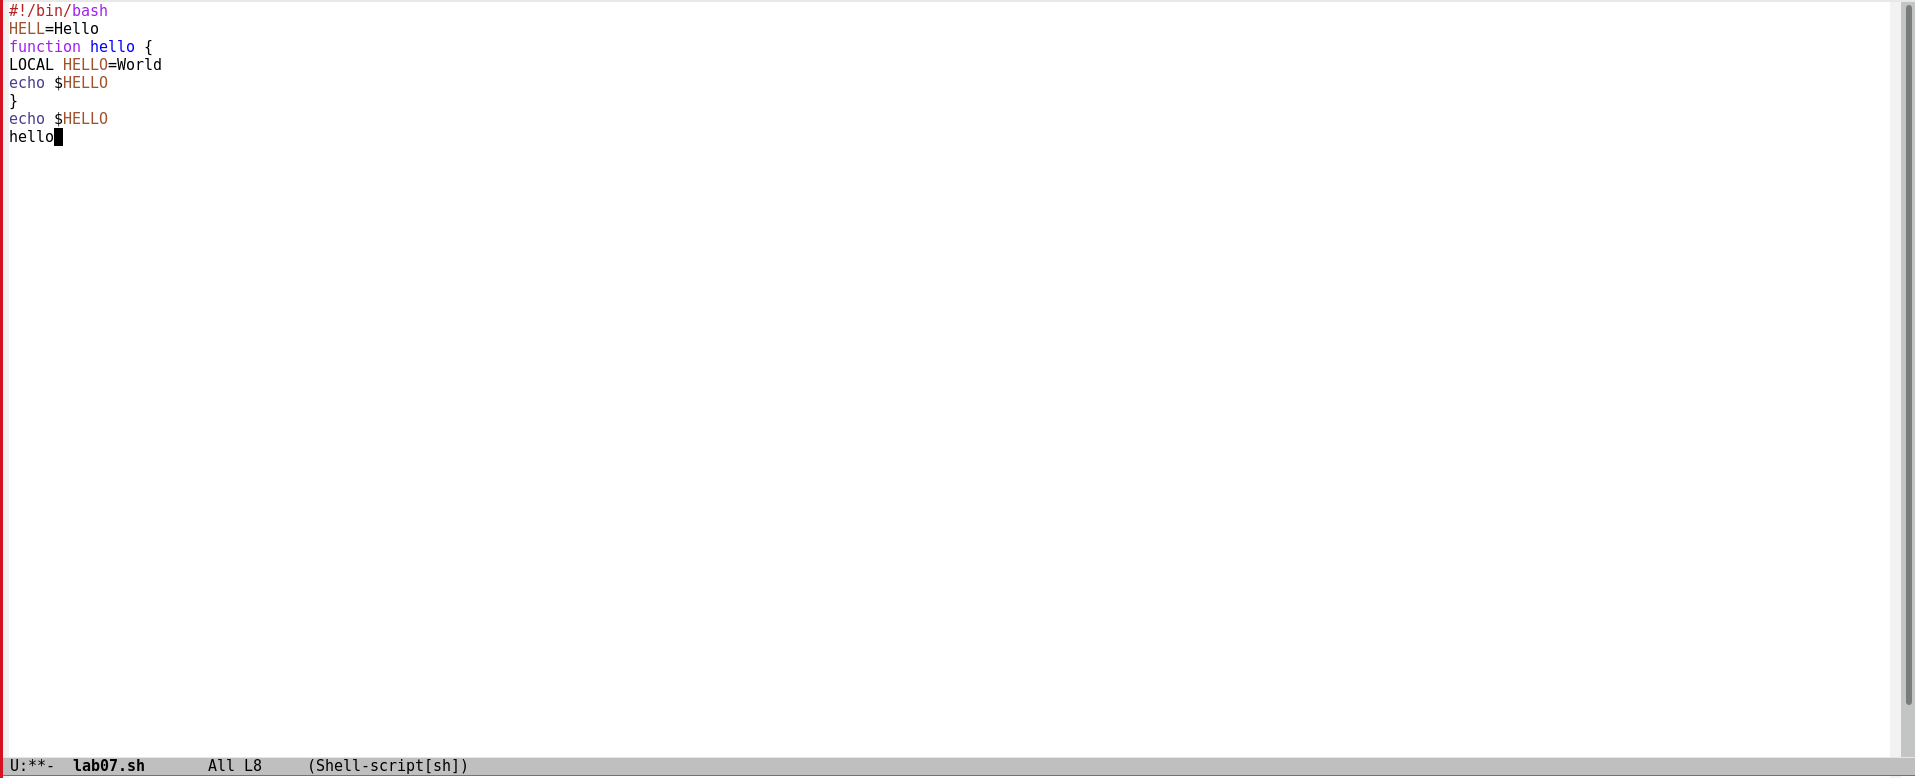 #!/bin/bash
HELL=Hello
function hello {
LOCAL HELLO=World
echo $HELLO
}
echo $HELLO
hello
U:**-  lab07.sh       All L8     (Shell-script[sh])